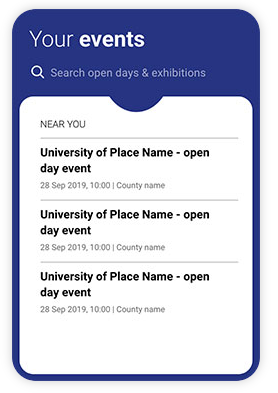 Your events
Search open days & exhibitions
NEAR YOU
University of Place Name - open
day event
28 Sep 2019, 10:00 | County name
University of Place Name - open
day event
28 Sep 2019, 10:00 | County name
University of Place Name - open
day event
28 Sep 2019, 10:00 | County name